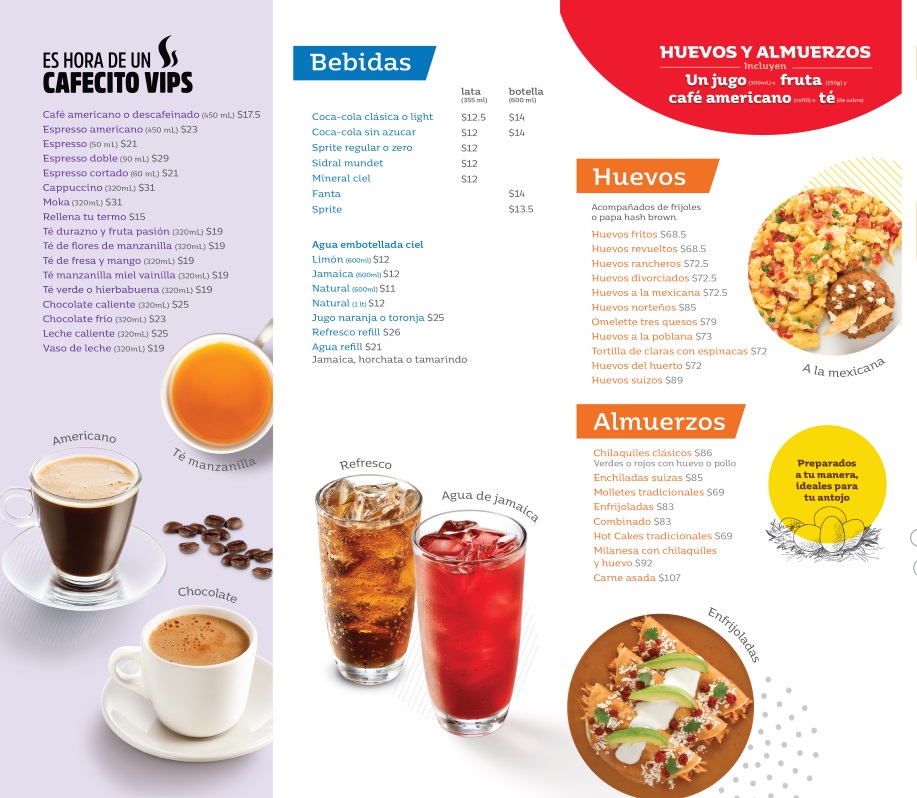 ES HORA DE UN
CAFECITO VIPS
Café americano o descafeinado (450 mL) $17.5
Espresso americano (450 mL) $23
Espresso (50 mL) $21
Espresso doble (90 mL) $29
Espresso cortado (60 mL) $21
Cappuccino (320mL) $31
Moka (320mL) $31
Rellena tu termo $15
Té durazno y fruta pasión (320mL) $19
Té de flores de manzanilla (320mL) $19
Té de fresa y mango (320mL) $19
Té manzanilla miel vainilla (320mL) $19
Té verde o hierbabuena (320mL) $19
Chocolate caliente (320mL) $25
Chocolate frío (320mL) $23
Leche caliente (320mL) $25
Vaso de leche (320mL) $19
Té manzanilla
Americano
Chocolate
Bebidas
lata botella
(355 ml) (600 ml)
Coca-cola clásica o light $12.5 $14
Coca-cola sin azucar $12 $14
Sprite regular o zero $12
Sidral mundet $12
Mineral ciel $12
Fanta $14
Sprite $13.5
Agua embotellada ciel
Limón (600ml) $12
Jamaica (600ml) $12
Natural (600ml) $11
Natural (1 lt) $12
Jugo naranja o toronja $25
Refresco refill $26
Agua refill $21
Jamaica, horchata o tamarindo
Refresco
Agua de jamaica
HUEVOS Y ALMUERZOS
Incluyen
Un jugo (300mL) o fruta (150g) y
café americano (refill) o té (de sobre)
Huevos
Acompañados de frijoles
o papa hash brown
Huevos fritos $68.5
Huevos revueltos $68.5
Huevos rancheros $72.5
Huevos divorciados $72.5
Huevos a la mexicana $72.5
Huevos norteños $85
Omelette tres quesos $79
Huevos a la poblana $73
Tortilla de claras con espinacas $72
Huevos del huerto $72
Huevos suizos $89
A la mexicana
Almuerzos
Chilaquiles clásicos $86
Verdes o rojos con huevo o pollo
Enchiladas suizas $85
Molletes tradicionales $69
Enfrijoladas $83
Combinado $83
Hot Cakes tradicionales $69
Milanesa con chilaquiles
y huevo $92
Carne asada $107
Preparados
a tu manera,
ideales para
tu antojo
Enfrijoladas